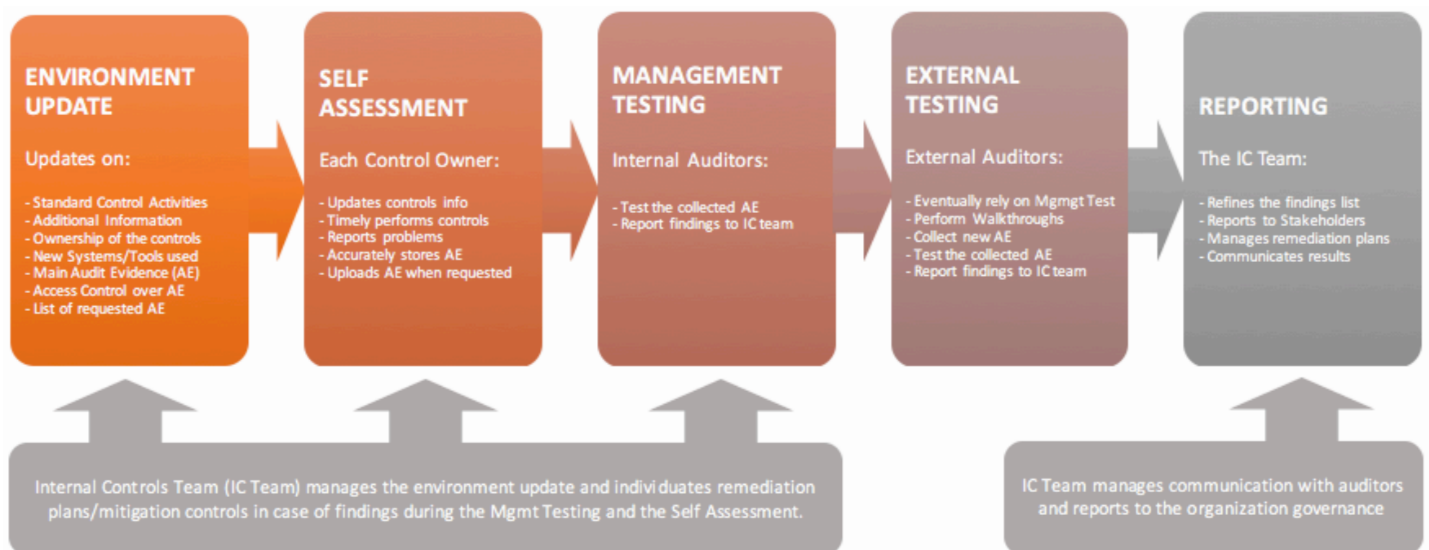 ENVIRONMENT
UPDATE
Updates on:
- Standard Control Activities
- Additional Information
- Ownership of the controls
- New Systems/Tools used
- Main Audit Evidence (AE)
- Access Control over AE
- List of requested AE
SELF
ASSESSMENT
Each Control Owner:
- Updates controls info
- Timely performs controls
- Reports problems
- Accurately stores AE
- Uploads AE when requested
MANAGEMENT
TESTING
Internal Auditors:
- Test the collected AE
- Report findings to IC team
EXTERNAL
TESTING
External Auditors:
- Eventually rely on Mgmgt Test
- Perform Walkthroughs
- Collect new AE
- Test the collected AE
- Report findings to IC team
REPORTING
The IC Team:
- Refines the findings list
- Reports to Stakeholders
- Manages remediation plans
- Communicates results
Internal Controls Team (IC Team) manages the environment update and individuates remediation
plans/mitigation controls in case of findings during the Mgmt Testing and the Self Assessment.
IC Team manages communication with auditors
and reports to the organization governance